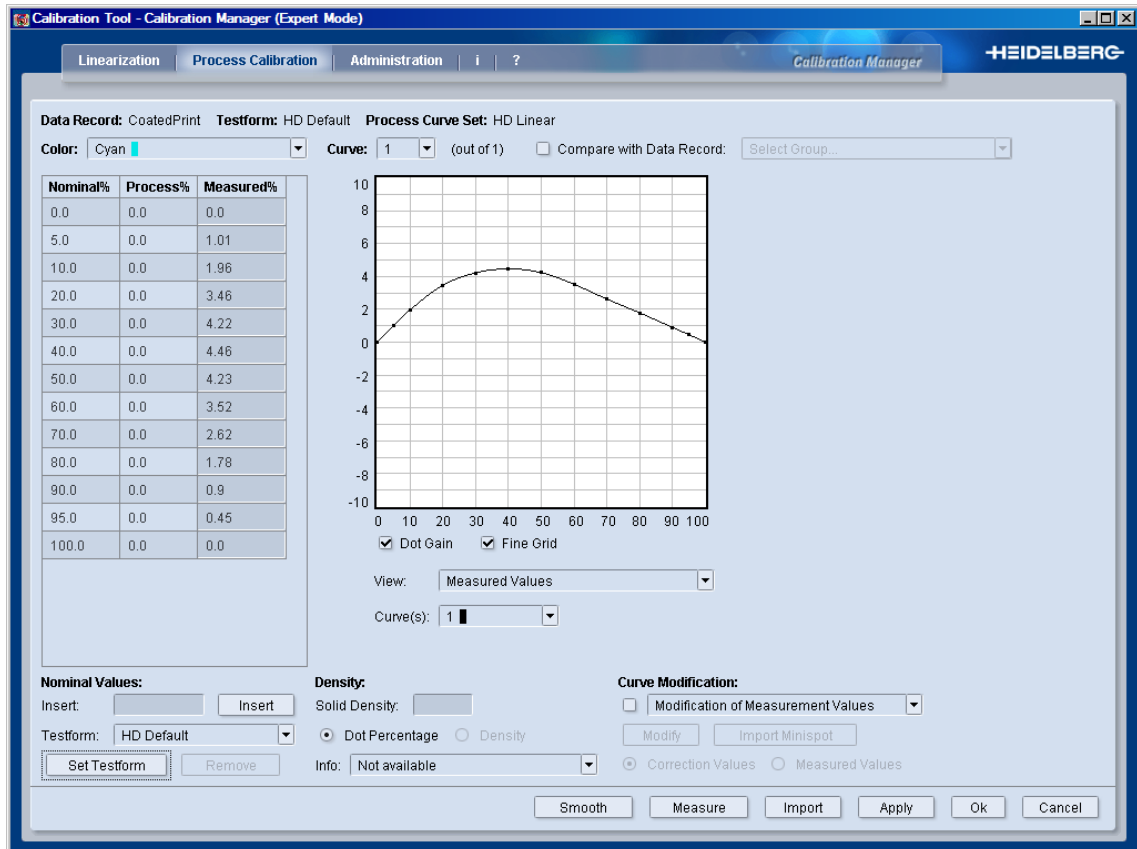 Calibration Tool - Calibration Manager (Expert Mode)
Linearization Process Calibration Administration i ? Calibration Manager HEIDELBERG
Data Record: CoatedPrint Testform: HD Default Process Curve Set: HD Linear
Color: Cyan Curve: 1 (out of 1) Compare with Data Record: Select Group...
Nominal% Process% Measured%
0.0 0.0 0.0
5.0 0.0 1.01
10.0 0.0 1.96
20.0 0.0 3.46
30.0 0.0 4.22
40.0 0.0 4.46
50.0 0.0 4.23
60.0 0.0 3.52
70.0 0.0 2.62
80.0 0.0 1.78
90.0 0.0 0.9
95.0 0.0 0.45
100.0 0.0 0.0
10
8
6
4
2
0
-2
-4
-6
-8
-10
0 10 20 30 40 50 60 70 80 90 100
Dot Gain Fine Grid
View: Measured Values
Curve(s): 1
Nominal Values:
Insert: Insert
Testform: HD Default
Set Testform Remove
Density:
Solid Density:
Dot Percentage Density
Info: Not available
Curve Modification:
Modification of Measurement Values
Modify Import Minispot
Correction Values Measured Values
Smooth Measure Import Apply Ok Cancel